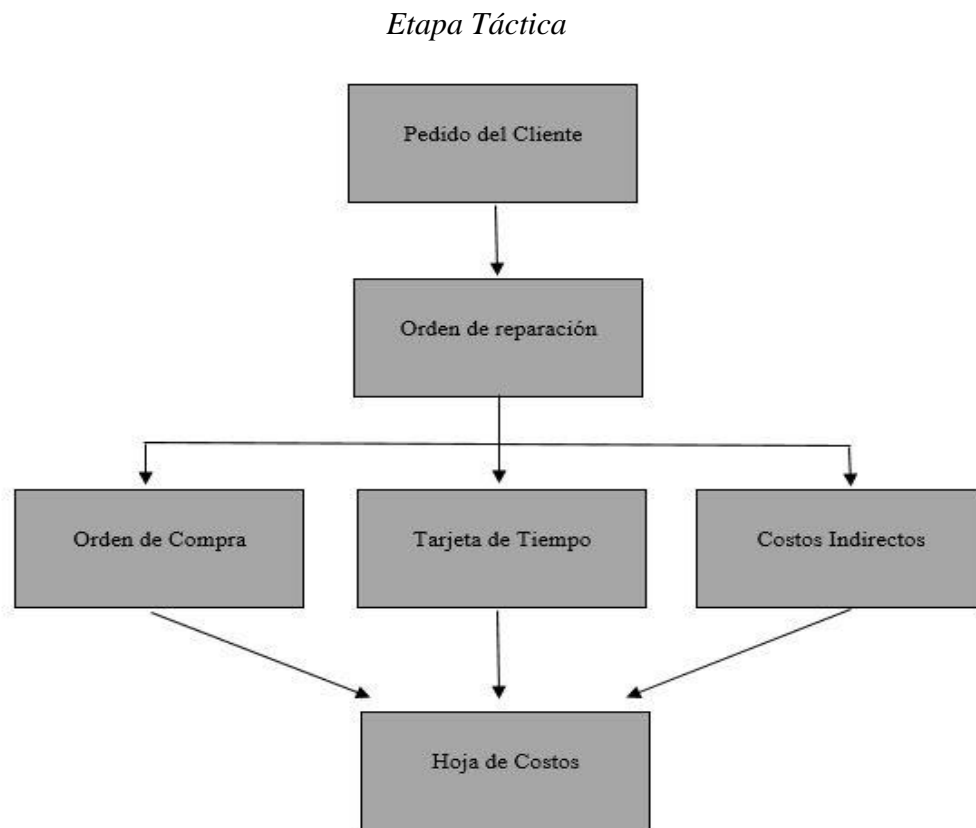 Etapa Táctica
Pedido del Cliente
Orden de reparación
Orden de Compra
Tarjeta de Tiempo
Costos Indirectos
Hoja de Costos